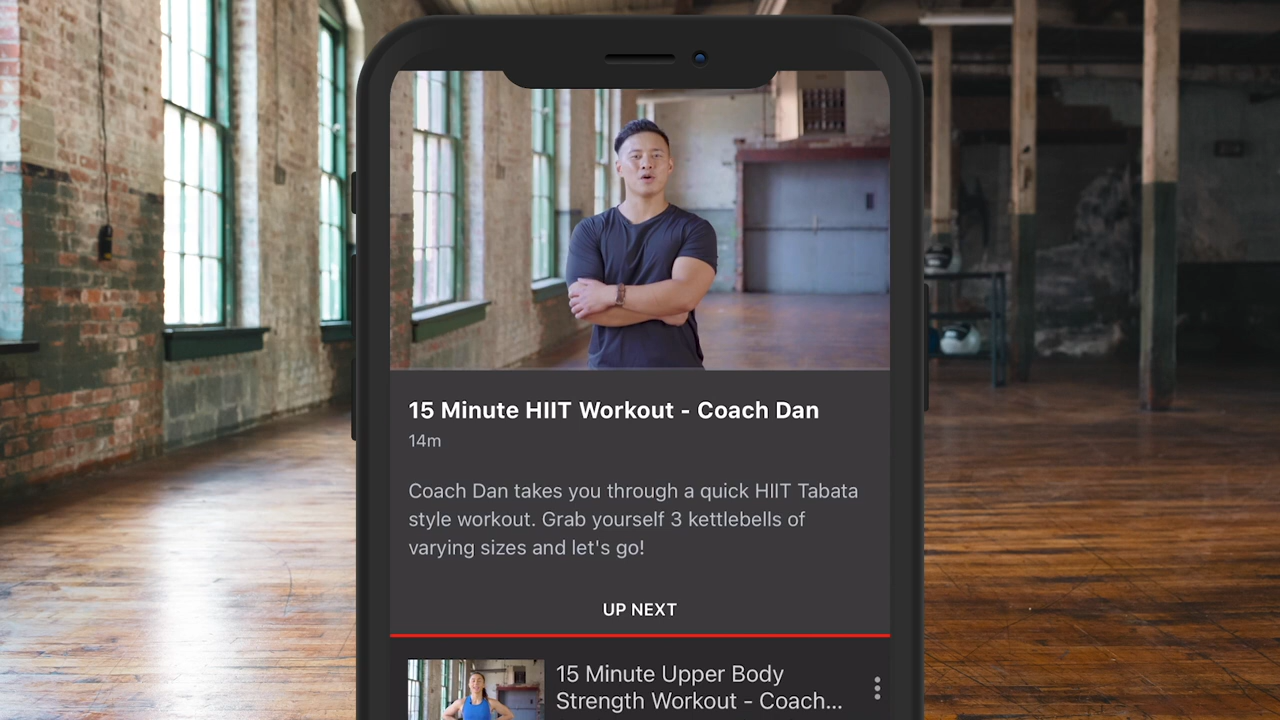 15 Minute HIIT Workout - Coach Dan
14m
Coach Dan takes you through a quick HIIT Tabata
style workout. Grab yourself 3 kettlebells of
varying sizes and let's go!
UP NEXT
15 Minute Upper Body
Strength Workout - Coach...